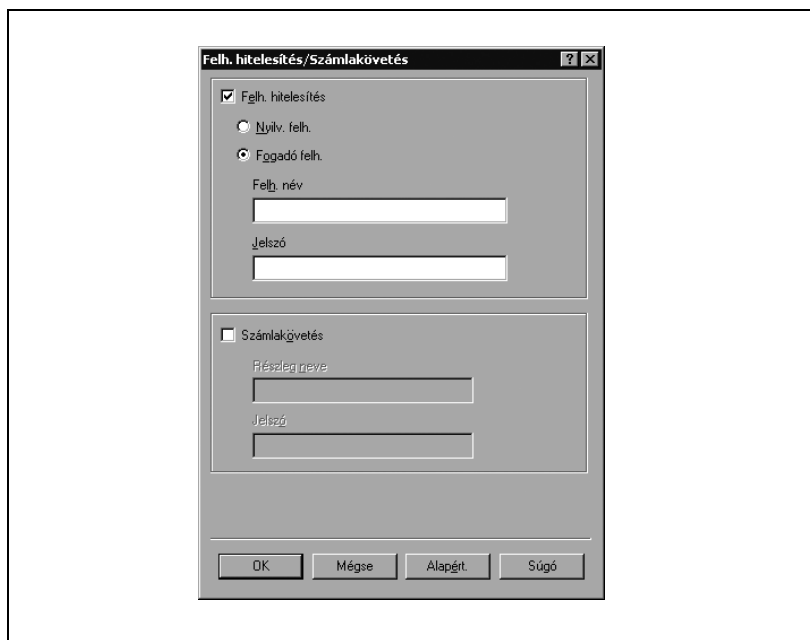 Felh. hitelesítés/Számlakövetés
Felh. hitelesítés
Nyilv. felh.
Fogadó felh.
Felh. név
Jelszó
Számlakövetés
Részleg neve
Jelszó
OK Mégse Alapért. Súgó